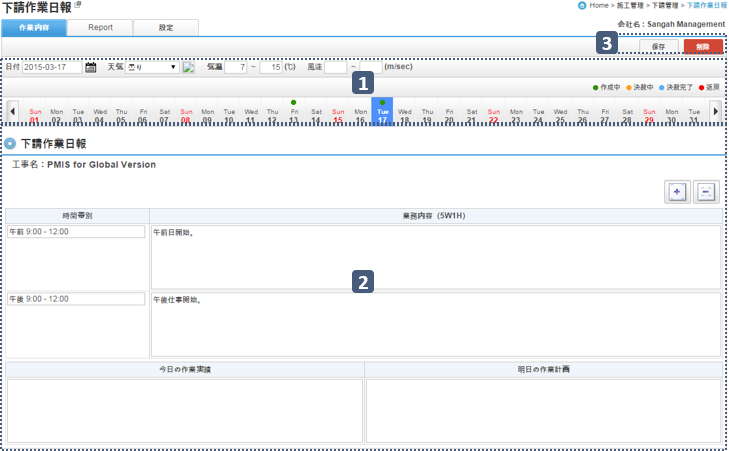 下請作業日報
Home > 施工管理 > 下請管理 > 下請作業日報
作業内容 Report 設定
会社名 : Sangah Management
3
保存 削除
日付 2015-03-17 天気 曇り 気温 7 ~ 15 (℃) 風速 ~ (m/sec)
1
作成中 決裁中 決裁完了 返戻
Sun Mon Tue Wed Thu Fri Sat Sun Mon Tue Wed Thu Fri Sat Sun Mon Tue Wed Thu Fri Sat Sun Mon Tue Wed Thu Fri Sat Sun Mon Tue
01 02 03 04 05 06 07 08 09 10 11 12 13 14 15 16 17 18 19 20 21 22 23 24 25 26 27 28 29 30 31
下請作業日報
工事名 : PMIS for Global Version
時間帯別 業務内容 (5W1H)
午前 9:00 - 12:00 午前日開始。
2
午後 9:00 - 12:00 午後仕事開始。
今日の作業実績 明日の作業計画